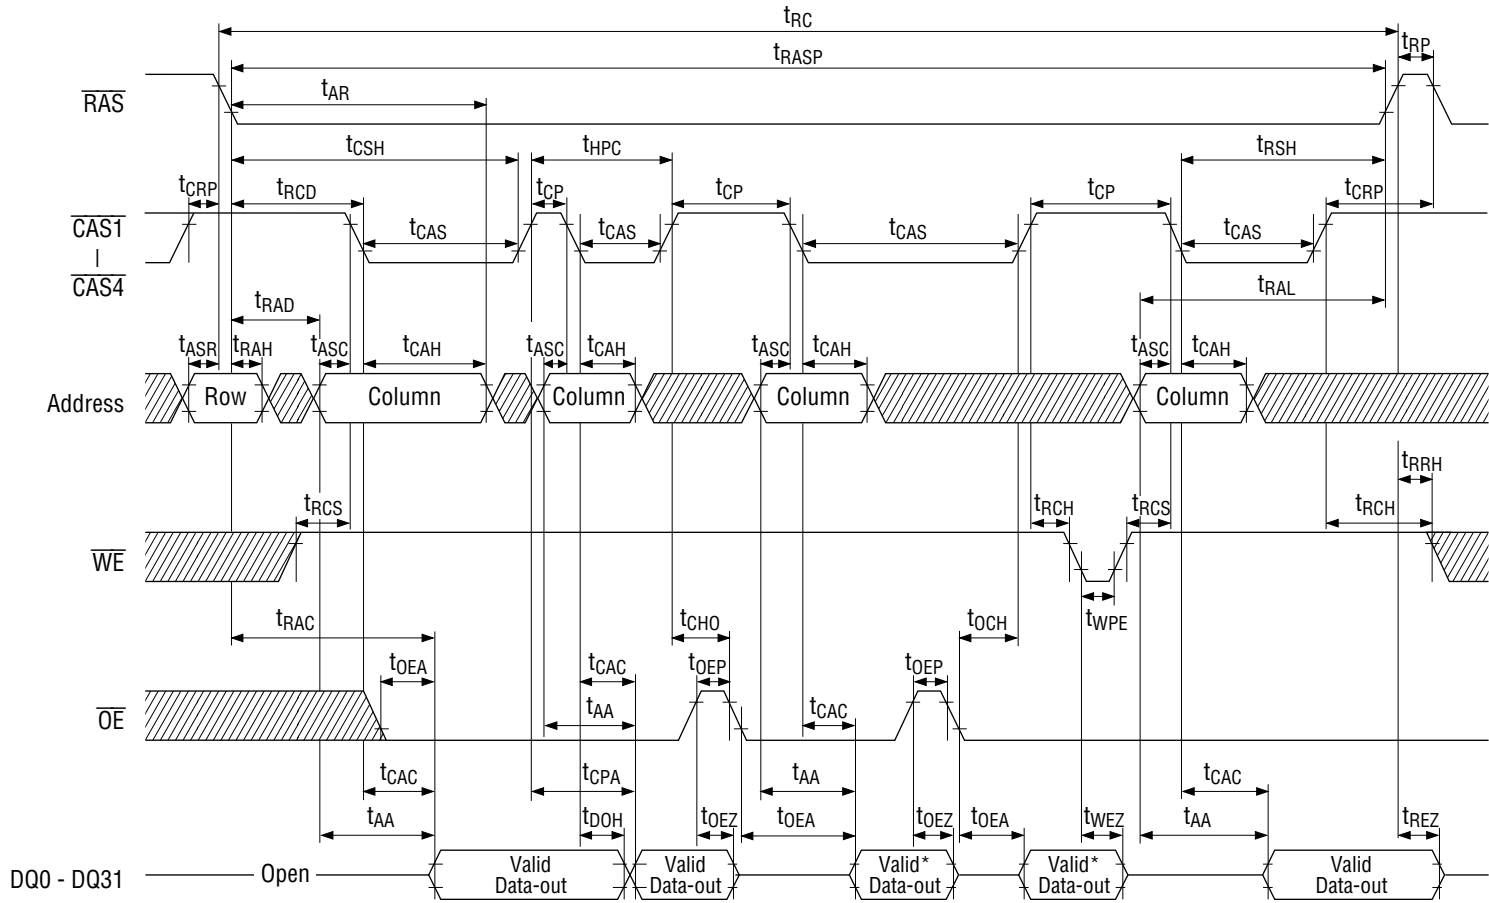 tRC
tRASP tRP
RAS tAR
tCSH tHPC tRSH
tCRP tRCD tCP tCP tCP tCRP
CAS1 tCAS tCAS tCAS tCAS
|
CAS4 tRAL
tRAD
tASR tRAH tASC tCAH tASC tCAH tASC tCAH tASC tCAH
Address Row Column Column Column Column
tRRH
tRCS tRCH tRCS tRCH
WE
tWPE
tRAC tCHO tOCH
tOEA tCAC tOEP tOEP
OE tAA tCAC
tCAC tCPA tAA tCAC
tAA tDOH tOEZ tOEA tOEZ tOEA tWEZ tAA tREZ
DQ0 - DQ31 Open Valid Data-out Valid Data-out Valid* Data-out Valid* Data-out Valid Data-out